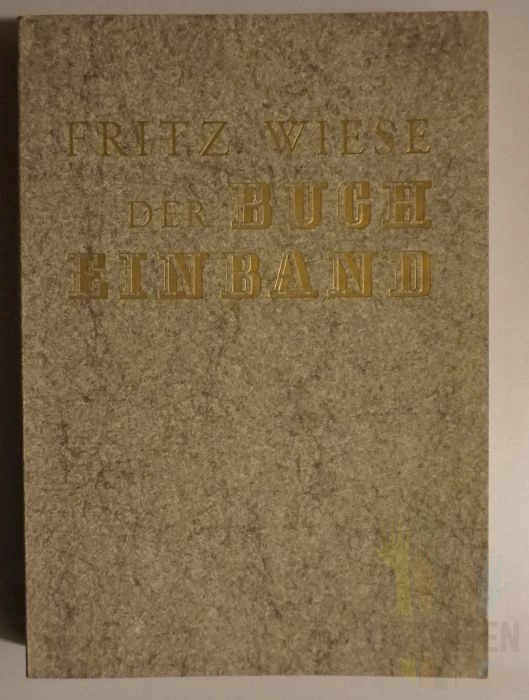 FRITZ WIESE
DER BUCH
EINBAND